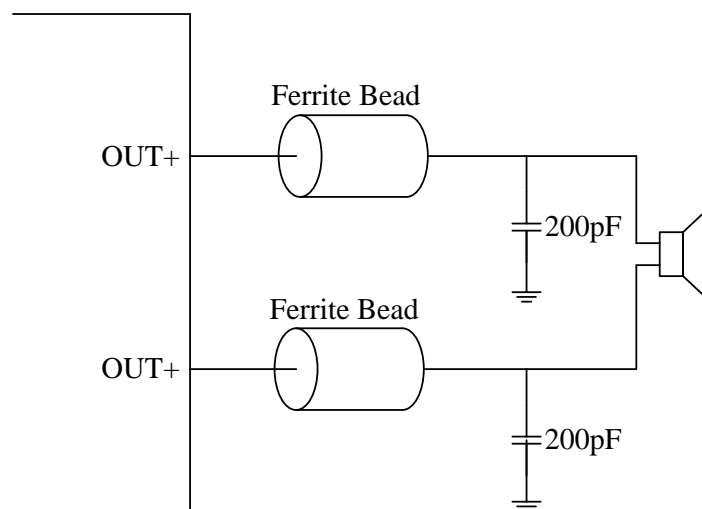 Ferrite Bead
OUT+
200pF
Ferrite Bead
OUT+
200pF